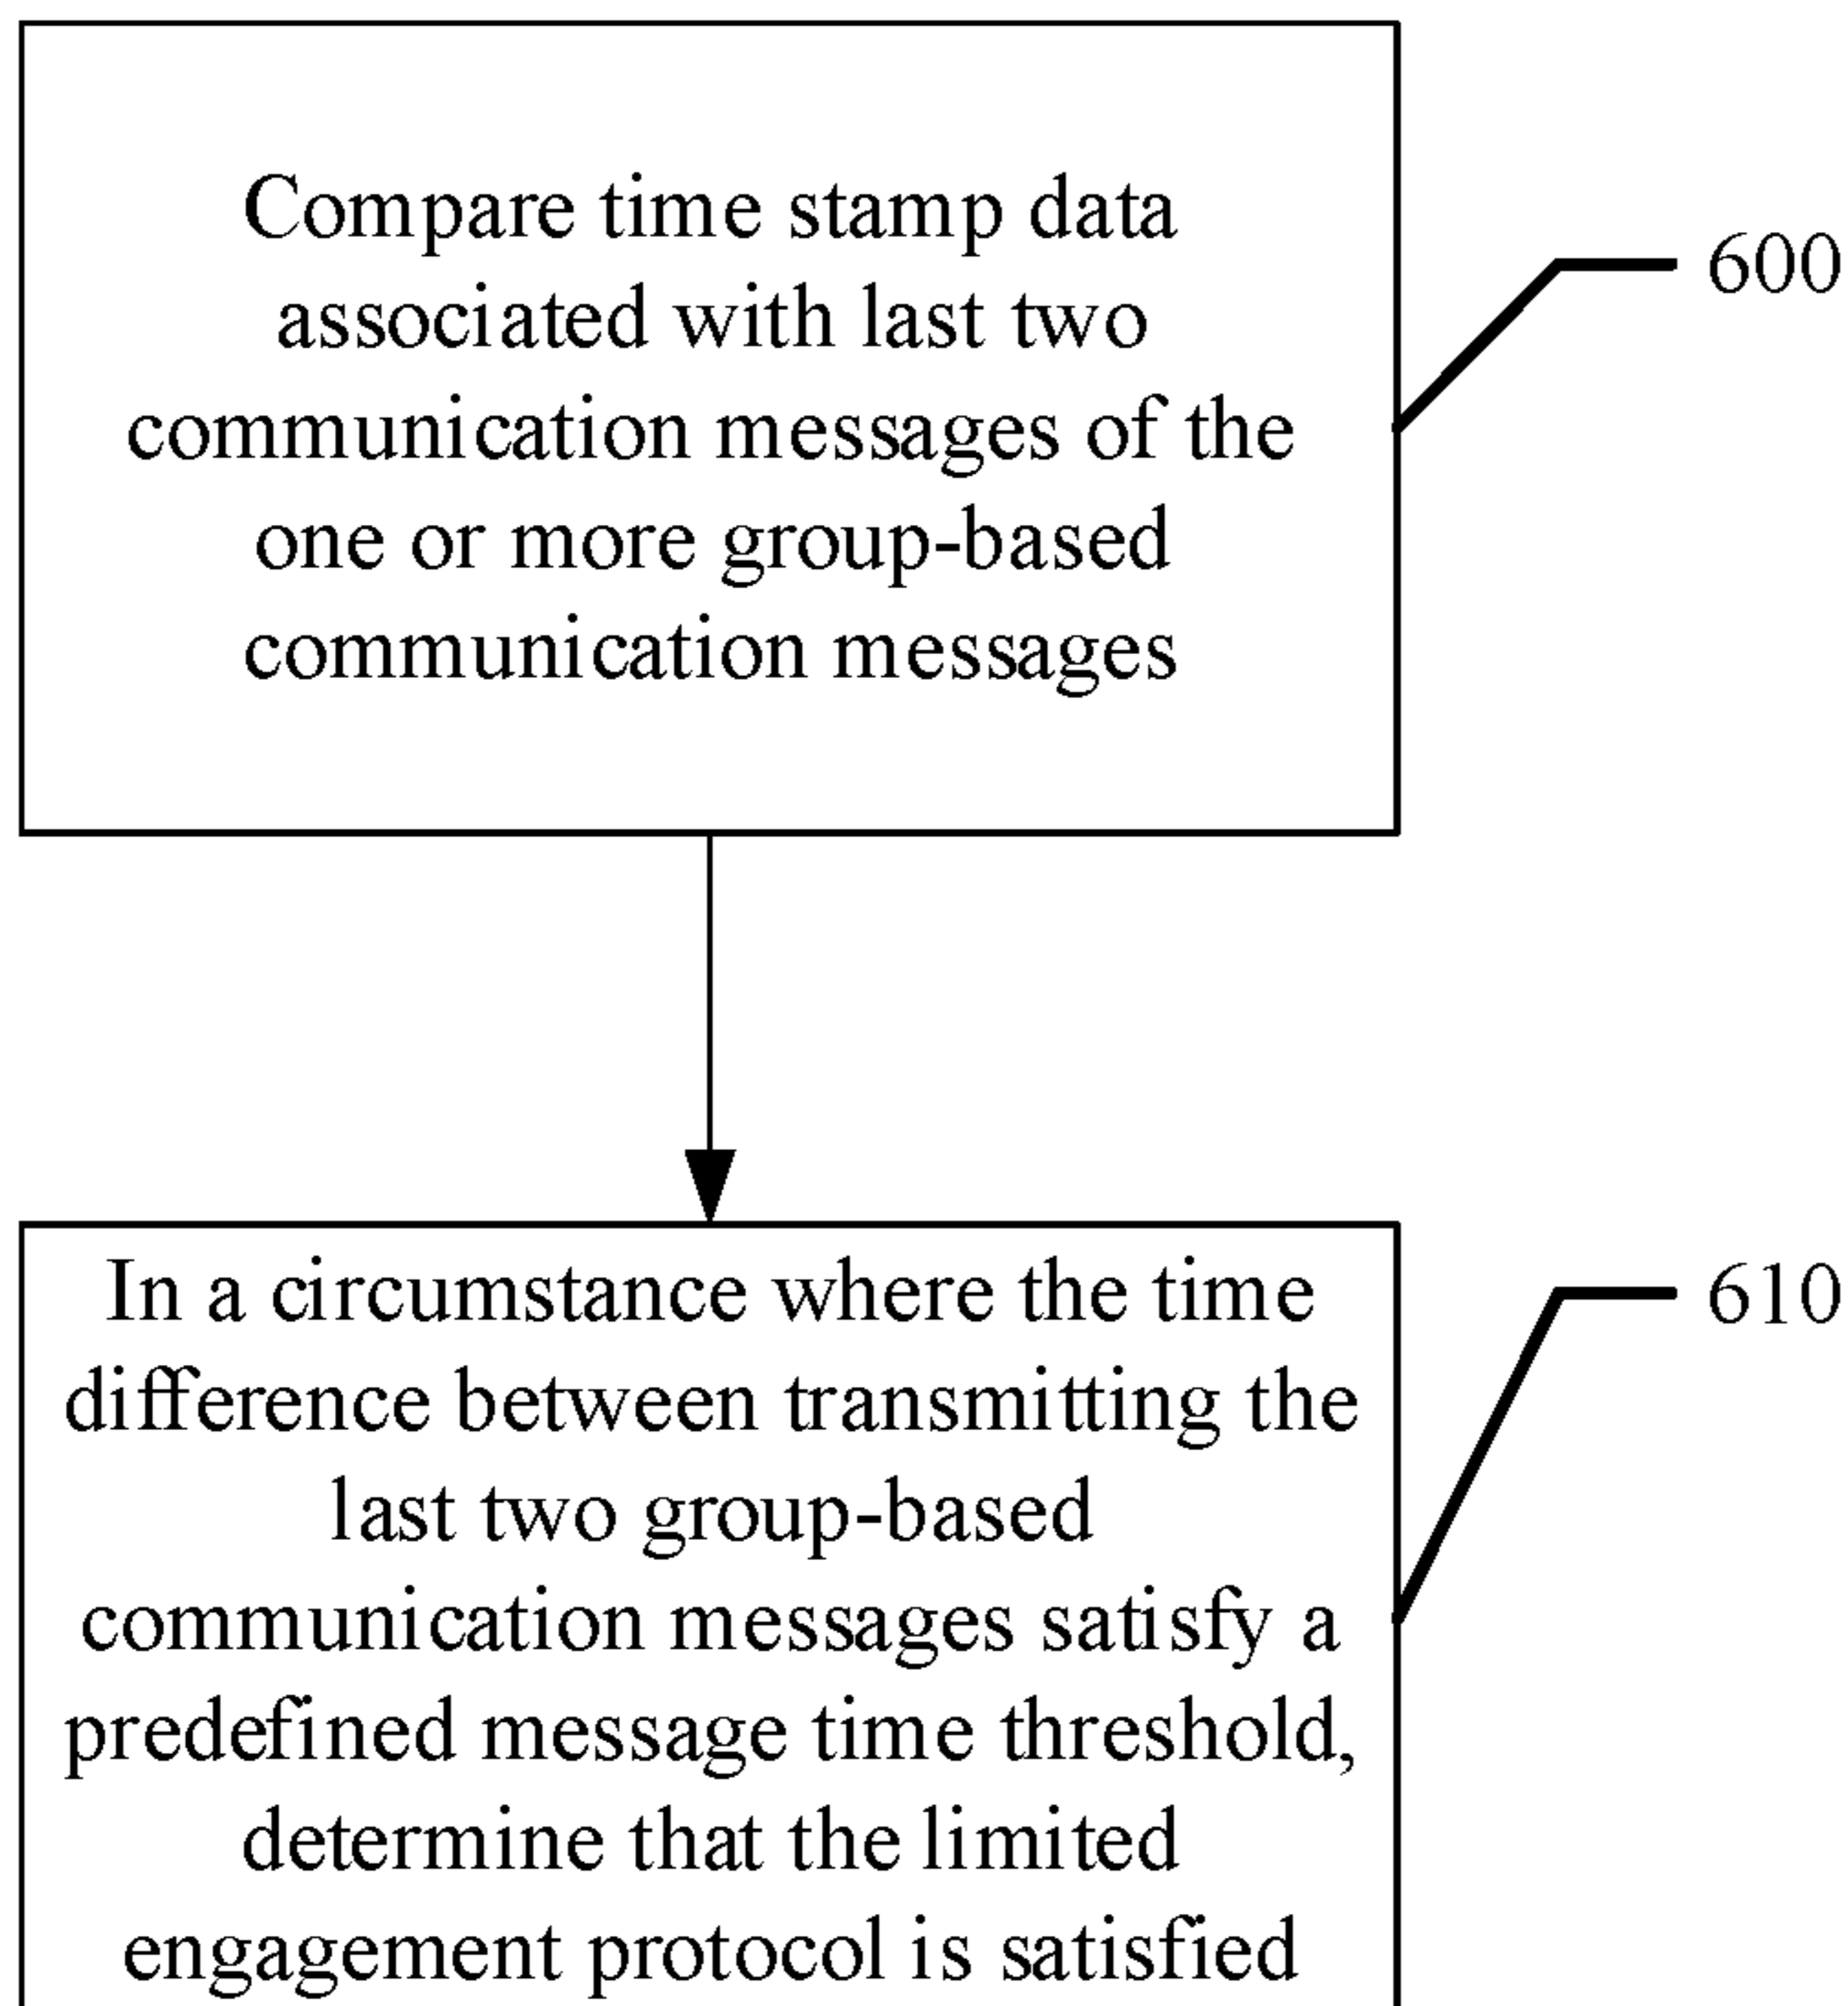 Compare time stamp data
associated with last two
communication messages of the
one or more group-based
communication messages
600
In a circumstance where the time
difference between transmitting the
last two group-based
communication messages satisfy a
predefined message time threshold,
determine that the limited
engagement protocol is satisfied
610